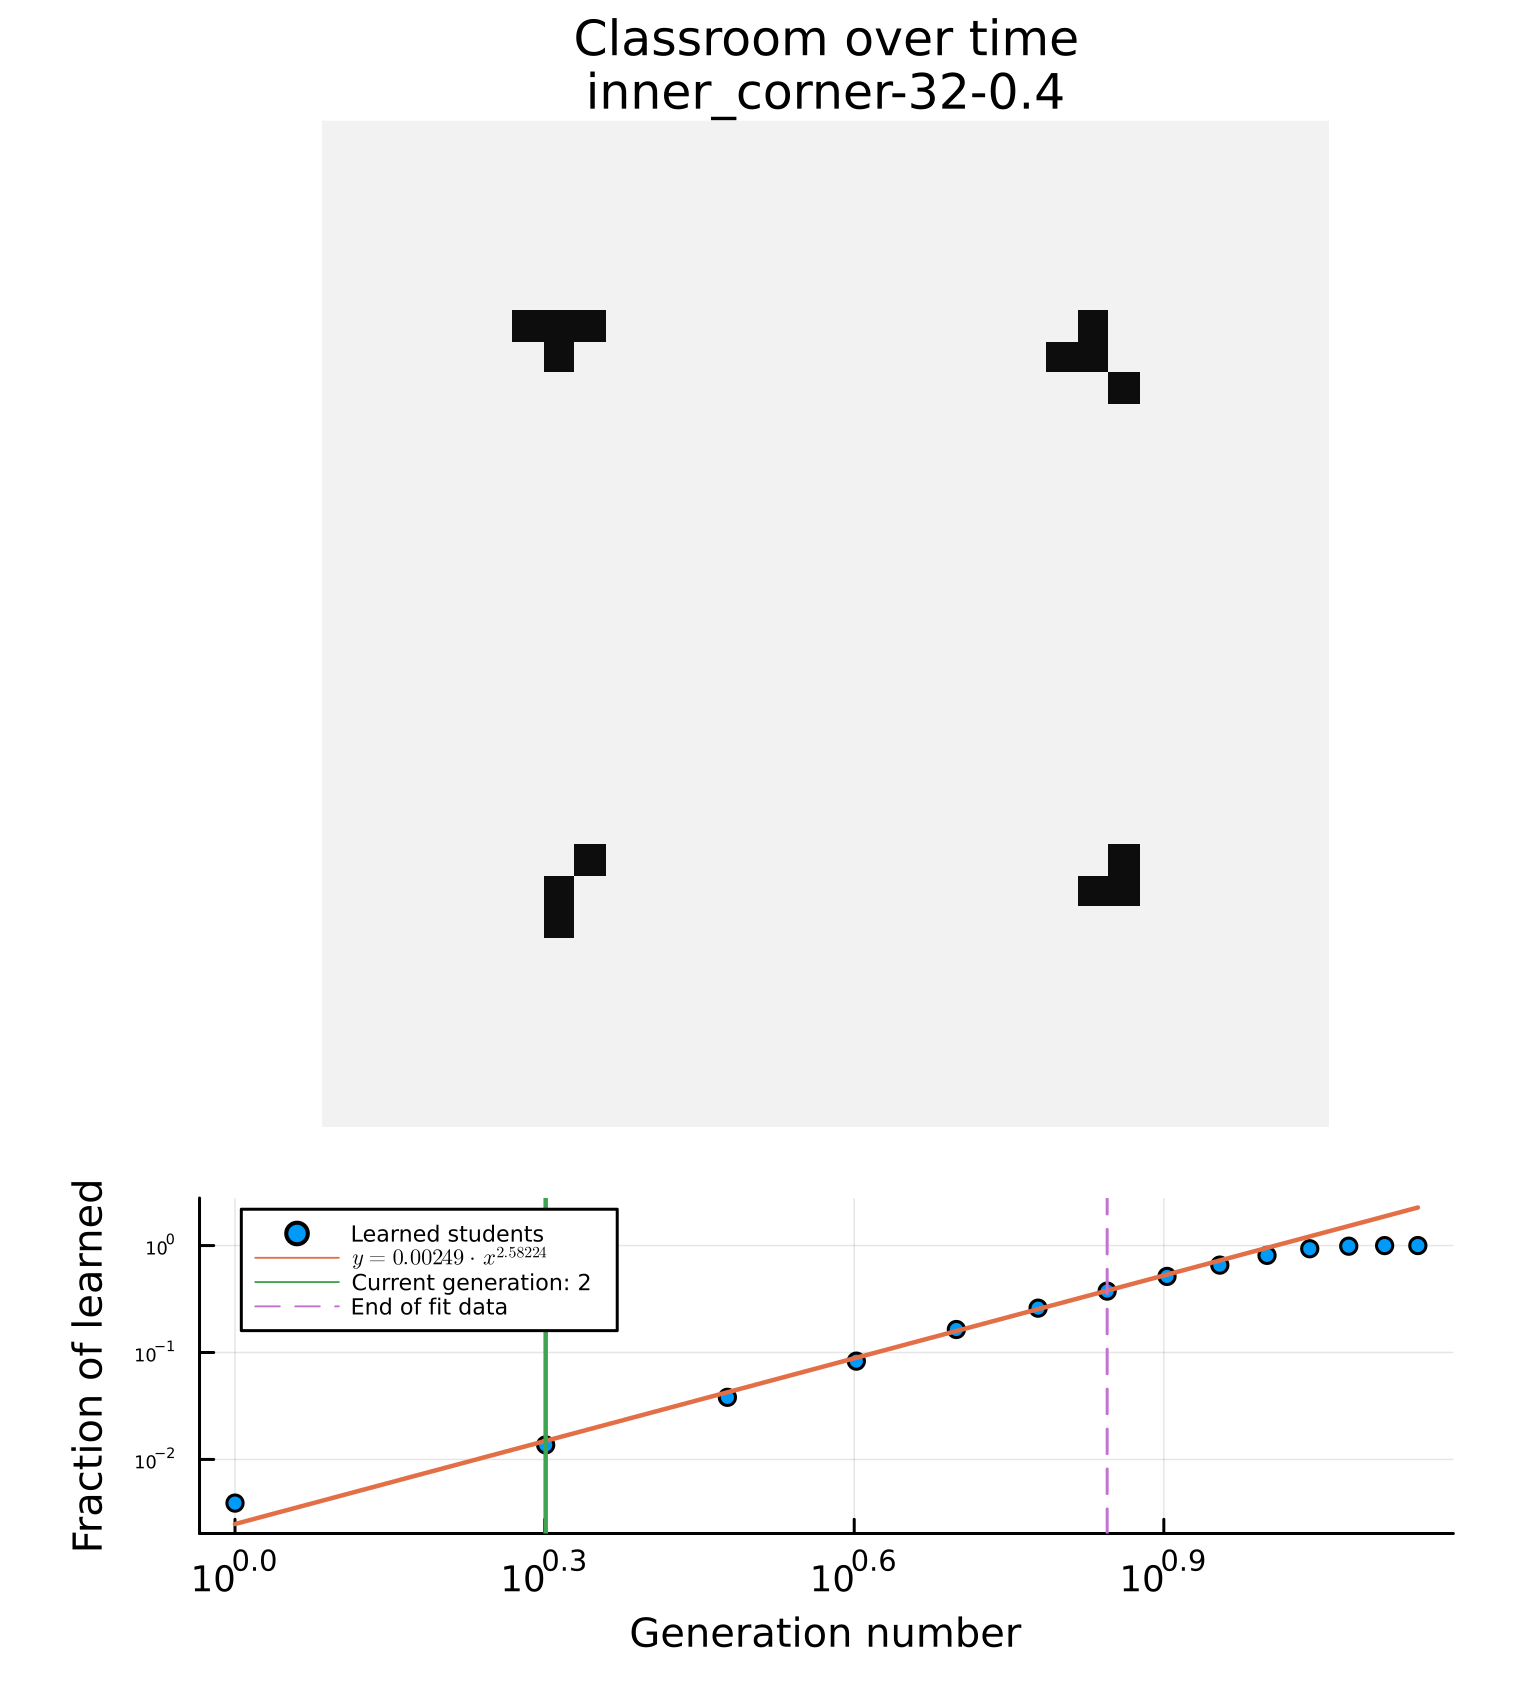 Classroom over time
inner_corner-32-0.4
Fraction of learned
10^0
10^−1
10^−2
Learned students
y = 0.00249 · x^2.58224
Current generation: 2
End of fit data
10^0.0 10^0.3 10^0.6 10^0.9
Generation number